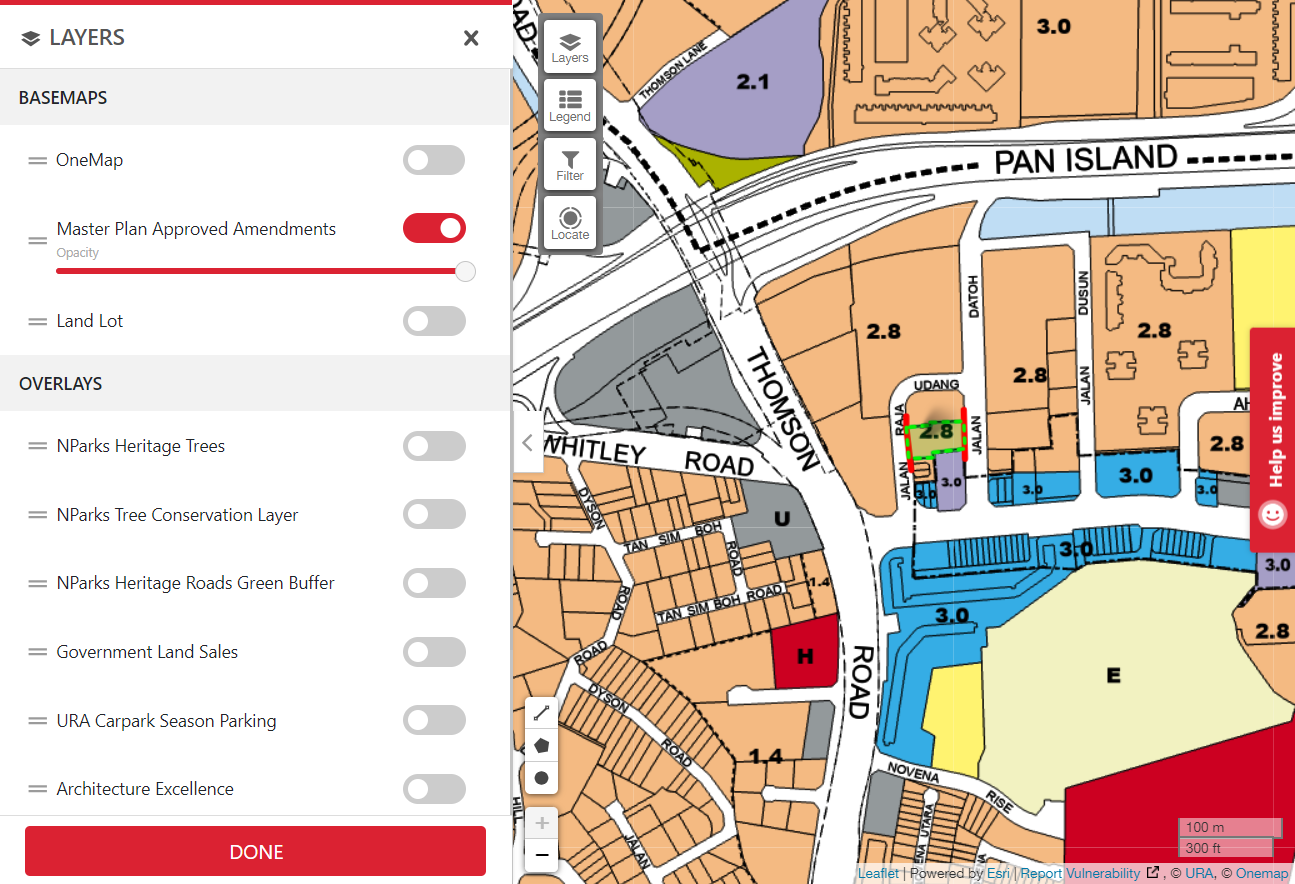 LAYERS
BASEMAPS
OneMap
Master Plan Approved Amendments
Opacity
Land Lot
OVERLAYS
NParks Heritage Trees
NParks Tree Conservation Layer
NParks Heritage Roads Green Buffer
Government Land Sales
URA Carpark Season Parking
Architecture Excellence
DONE
Layers
Legend
Filter
Locate
THOMSON LANE
2.1
3.0
PAN ISLAND
2.8
DATOH
DUSUN
2.8
2.8
THOMSON
UDANG
RAJA
2.8
JALAN
JALAN
JALAN
AH
2.8
WHITLEY ROAD
3.0
3.0
3.0
3.0
3.0
DYSON
ROAD
U
TAN SIM BOH
ROAD
1.4
TAN SIM BOH ROAD
3.0
3.0
3.0
2.8
H
E
ROAD
ROAD
DYSON
ROAD
1.4
NOVENA
RISE
HILL
JALAN
UTARA
Help us improve
100 m
300 ft
Leaflet | Powered by Esri | Report Vulnerability , © URA, © Onemap